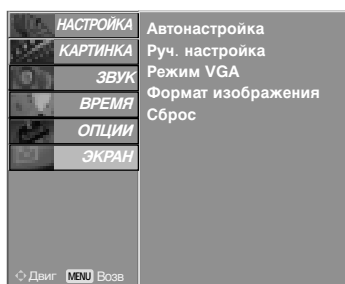 НАСТРОЙКА
КАРТИНКА
ЗВУК
ВРЕМЯ
ОПЦИИ
ЭКРАН
Автонастройка
Руч. настройка
Режим VGA
Формат изображения
Сброс
Двиг MENU Возв